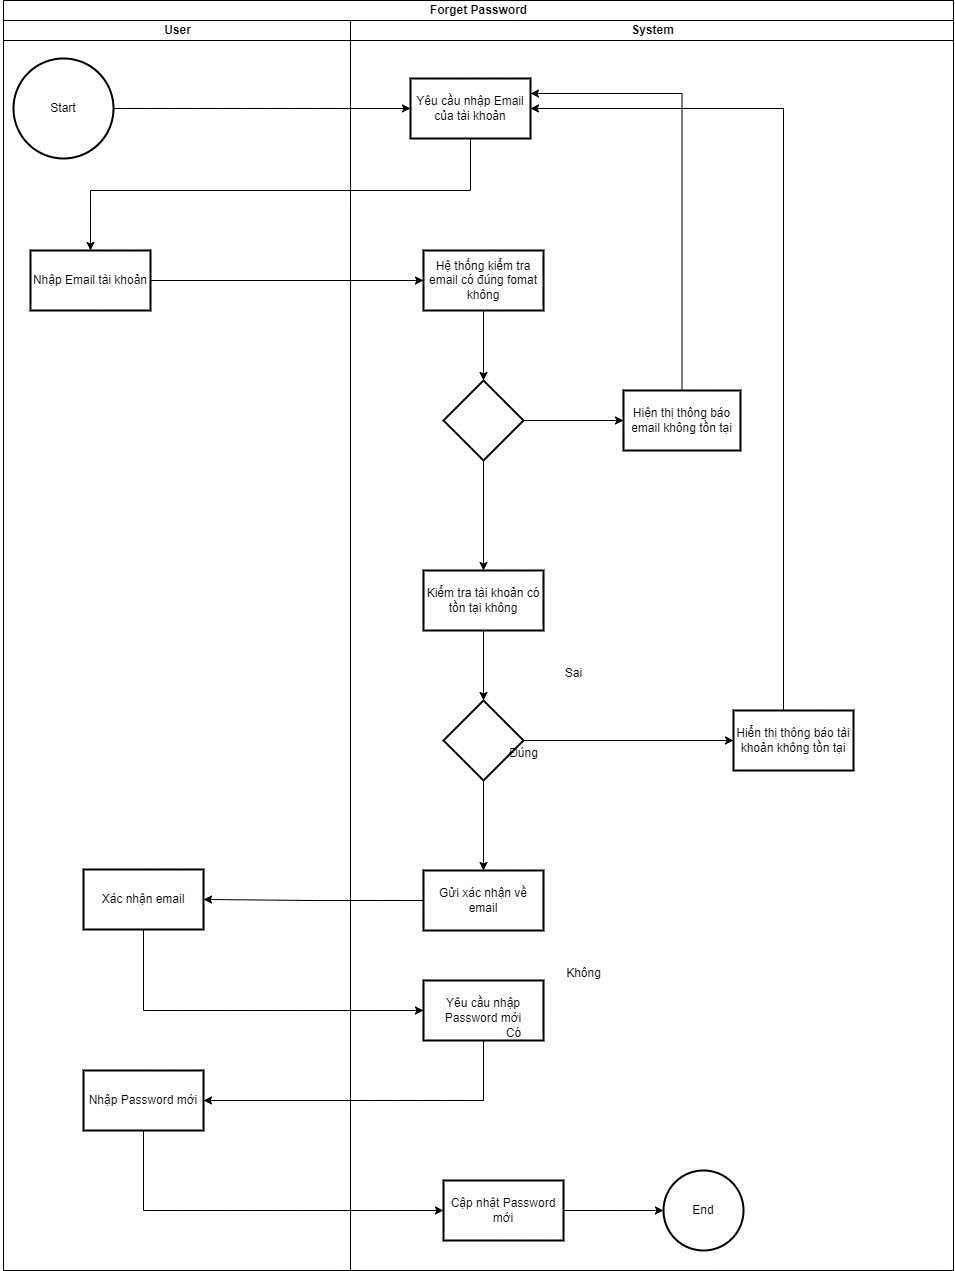 Forget Password
User
System
Start
Yêu cầu nhập Email
của tài khoản
Nhập Email tài khoản
Hệ thống kiểm tra
email có đúng fomat
không
Hiện thị thông báo
email không tồn tại
Kiểm tra tài khoản có
tồn tại không
Sai
Đúng
Hiển thị thông báo tài
khoản không tồn tại
Xác nhận email
Gửi xác nhận về
email
Không
Yêu cầu nhập
Password mới
Có
Nhập Password mới
Cập nhật Password
mới
End